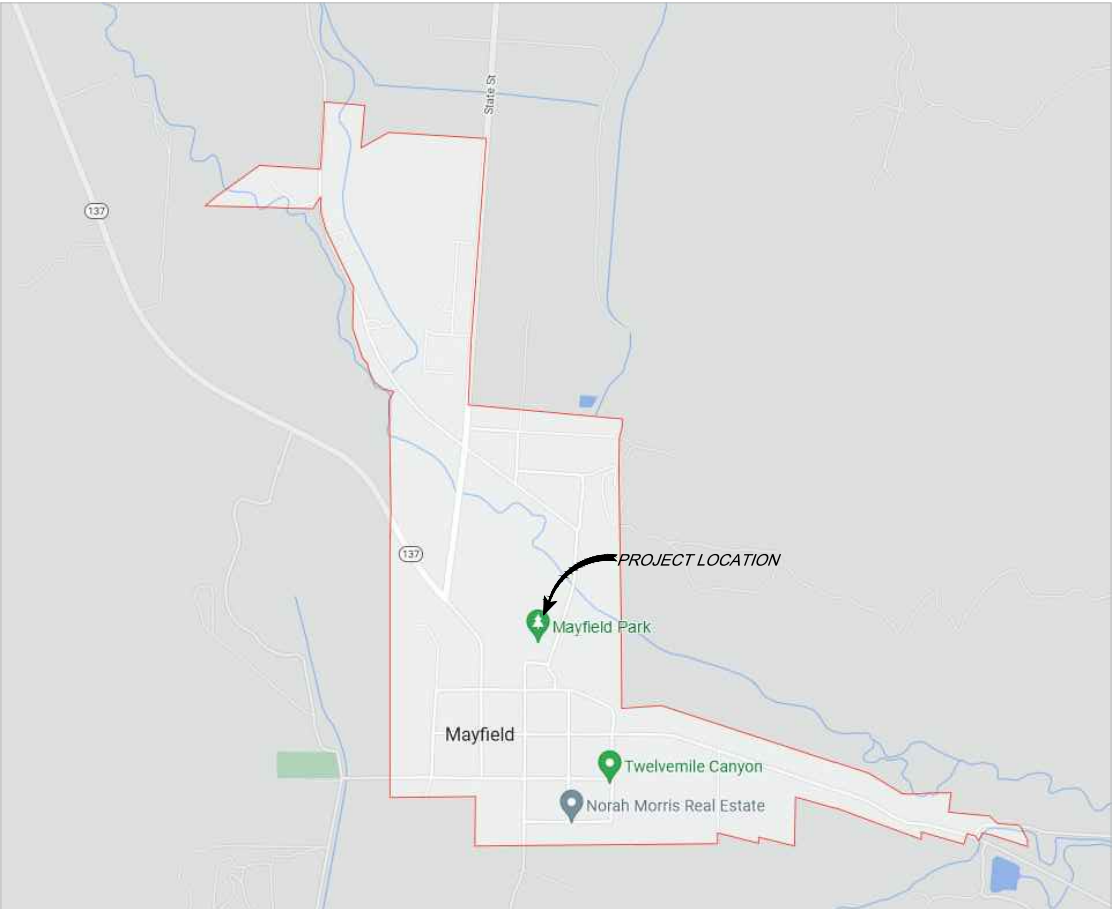 State St
137
137
PROJECT LOCATION
Mayfield Park
Mayfield
Twelvemile Canyon
Norah Morris Real Estate